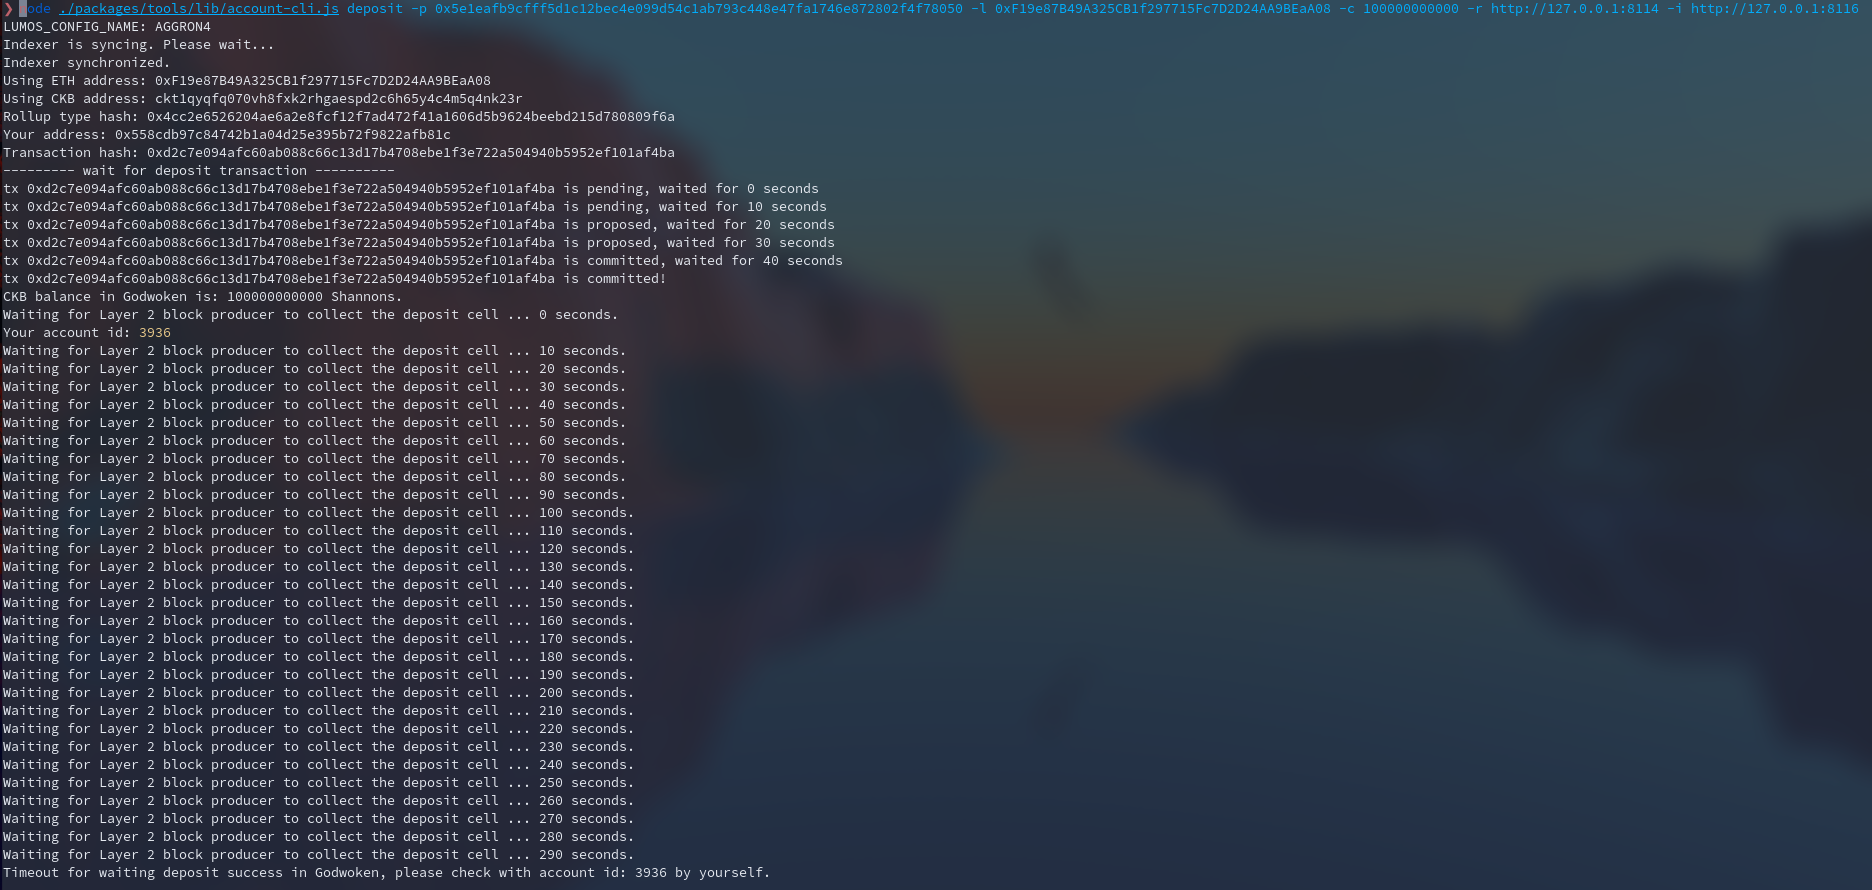 ❯ node ./packages/tools/lib/account-cli.js deposit -p 0x5e1eafb9cfff5d1c12bec4e099d54c1ab793c448e47fa1746e872802f4f78050 -l 0xF19e87B49A325CB1f297715Fc7D2D24AA9BEaA08 -c 100000000000 -r http://127.0.0.1:8114 -i http://127.0.0.1:8116
LUMOS_CONFIG_NAME: AGGRON4
Indexer is syncing. Please wait...
Indexer synchronized.
Using ETH address: 0xF19e87B49A325CB1f297715Fc7D2D24AA9BEaA08
Using CKB address: ckt1qyqfq070vh8fxk2rhgaespd2c6h65y4c4m5q4nk23r
Rollup type hash: 0x4cc2e6526204ae6a2e8fcf12f7ad472f41a1606d5b9624beebd215d780809f6a
Your address: 0x558cdb97c84742b1a04d25e395b72f9822afb81c
Transaction hash: 0xd2c7e094afc60ab088c66c13d17b4708ebe1f3e722a504940b5952ef101af4ba
--------- wait for deposit transaction ----------
tx 0xd2c7e094afc60ab088c66c13d17b4708ebe1f3e722a504940b5952ef101af4ba is pending, waited for 0 seconds
tx 0xd2c7e094afc60ab088c66c13d17b4708ebe1f3e722a504940b5952ef101af4ba is pending, waited for 10 seconds
tx 0xd2c7e094afc60ab088c66c13d17b4708ebe1f3e722a504940b5952ef101af4ba is proposed, waited for 20 seconds
tx 0xd2c7e094afc60ab088c66c13d17b4708ebe1f3e722a504940b5952ef101af4ba is proposed, waited for 30 seconds
tx 0xd2c7e094afc60ab088c66c13d17b4708ebe1f3e722a504940b5952ef101af4ba is committed, waited for 40 seconds
tx 0xd2c7e094afc60ab088c66c13d17b4708ebe1f3e722a504940b5952ef101af4ba is committed!
CKB balance in Godwoken is: 100000000000 Shannons.
Waiting for Layer 2 block producer to collect the deposit cell ... 0 seconds.
Your account id: 3936
Waiting for Layer 2 block producer to collect the deposit cell ... 10 seconds.
Waiting for Layer 2 block producer to collect the deposit cell ... 20 seconds.
Waiting for Layer 2 block producer to collect the deposit cell ... 30 seconds.
Waiting for Layer 2 block producer to collect the deposit cell ... 40 seconds.
Waiting for Layer 2 block producer to collect the deposit cell ... 50 seconds.
Waiting for Layer 2 block producer to collect the deposit cell ... 60 seconds.
Waiting for Layer 2 block producer to collect the deposit cell ... 70 seconds.
Waiting for Layer 2 block producer to collect the deposit cell ... 80 seconds.
Waiting for Layer 2 block producer to collect the deposit cell ... 90 seconds.
Waiting for Layer 2 block producer to collect the deposit cell ... 100 seconds.
Waiting for Layer 2 block producer to collect the deposit cell ... 110 seconds.
Waiting for Layer 2 block producer to collect the deposit cell ... 120 seconds.
Waiting for Layer 2 block producer to collect the deposit cell ... 130 seconds.
Waiting for Layer 2 block producer to collect the deposit cell ... 140 seconds.
Waiting for Layer 2 block producer to collect the deposit cell ... 150 seconds.
Waiting for Layer 2 block producer to collect the deposit cell ... 160 seconds.
Waiting for Layer 2 block producer to collect the deposit cell ... 170 seconds.
Waiting for Layer 2 block producer to collect the deposit cell ... 180 seconds.
Waiting for Layer 2 block producer to collect the deposit cell ... 190 seconds.
Waiting for Layer 2 block producer to collect the deposit cell ... 200 seconds.
Waiting for Layer 2 block producer to collect the deposit cell ... 210 seconds.
Waiting for Layer 2 block producer to collect the deposit cell ... 220 seconds.
Waiting for Layer 2 block producer to collect the deposit cell ... 230 seconds.
Waiting for Layer 2 block producer to collect the deposit cell ... 240 seconds.
Waiting for Layer 2 block producer to collect the deposit cell ... 250 seconds.
Waiting for Layer 2 block producer to collect the deposit cell ... 260 seconds.
Waiting for Layer 2 block producer to collect the deposit cell ... 270 seconds.
Waiting for Layer 2 block producer to collect the deposit cell ... 280 seconds.
Waiting for Layer 2 block producer to collect the deposit cell ... 290 seconds.
Timeout for waiting deposit success in Godwoken, please check with account id: 3936 by yourself.